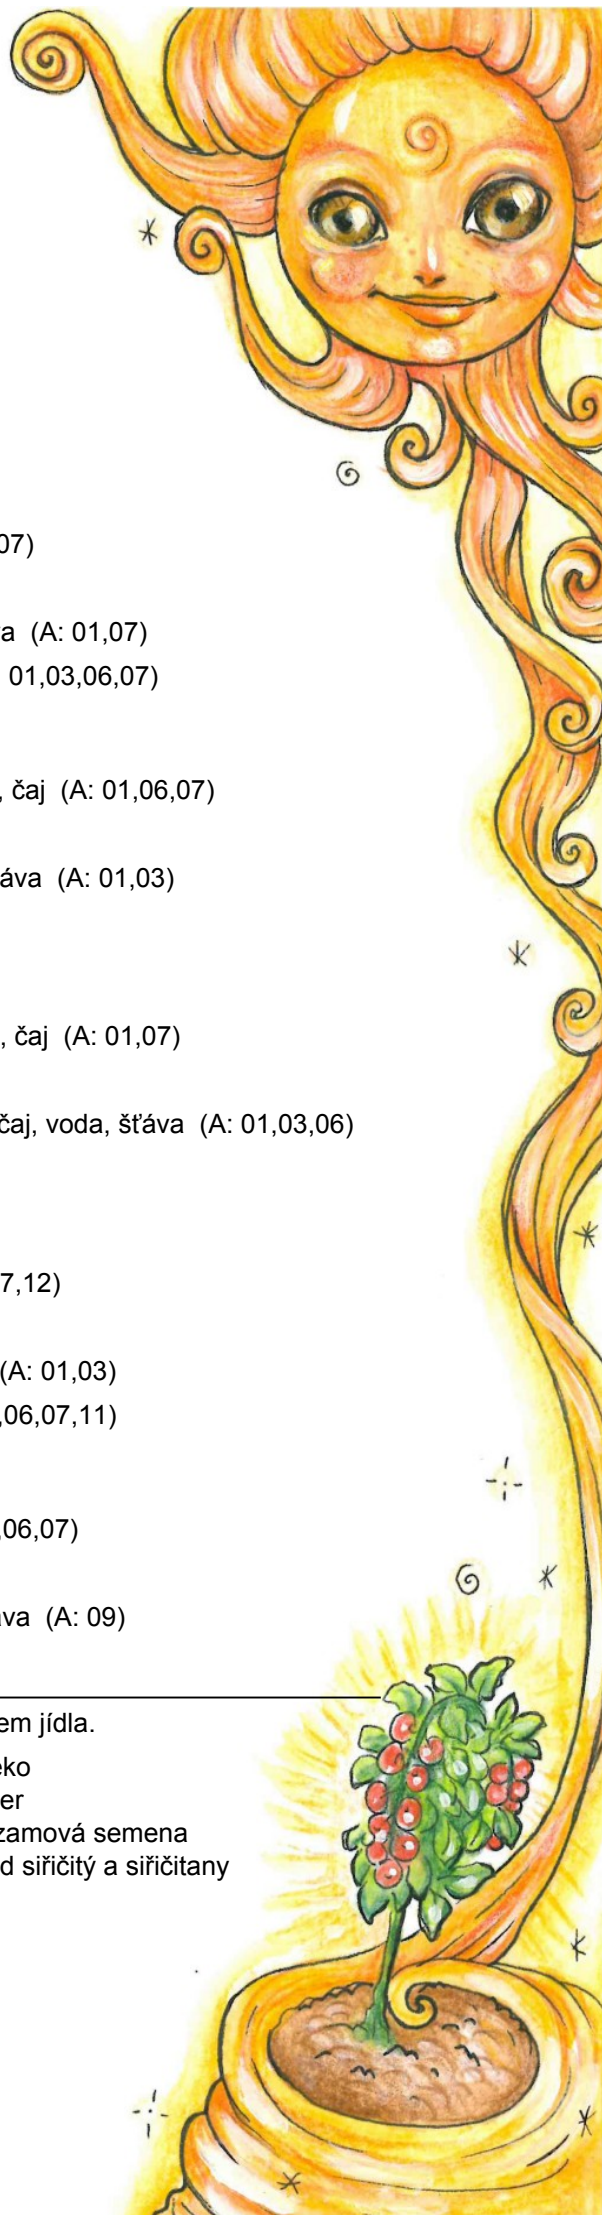 07)
a (A: 01,07)
01,03,06,07)
, čaj (A: 01,06,07)
áva (A: 01,03)
, čaj (A: 01,07)
čaj, voda, šťáva (A: 01,03,06)
7,12)
(A: 01,03)
,06,07,11)
,06,07)
va (A: 09)
em jídla.
éko
er
zamová semena
d siřičitý a siřičitany